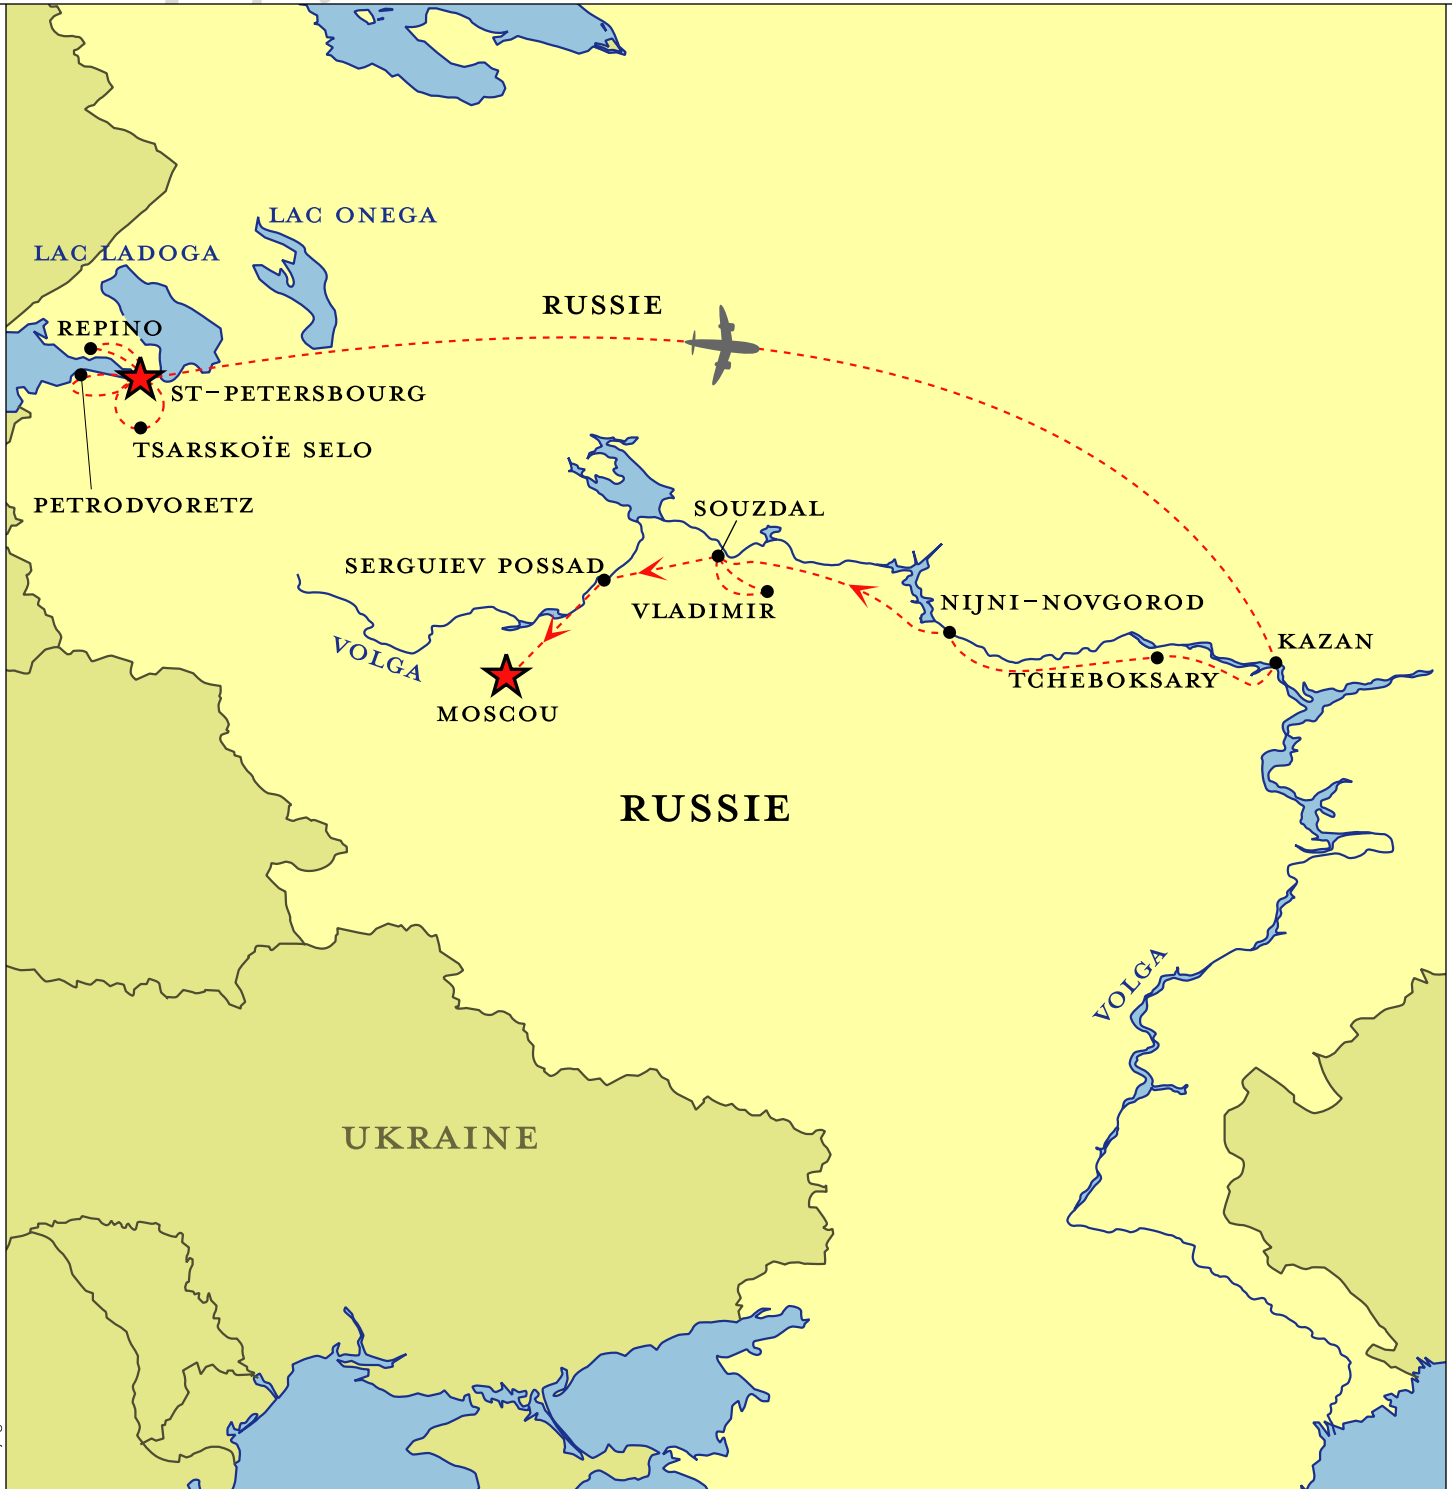 LAC ONEGA
LAC LADOGA
RUSSIE
REPINO
ST-PETERSBOURG
TSARSKOÏE SELO
PETRODVORETZ
SOUZDAL
SERGUIEV POSSAD
VLADIMIR
NIJNI-NOVGOROD
KAZAN
VOLGA
TCHEBOKSARY
MOSCOU
RUSSIE
VOLGA
UKRAINE